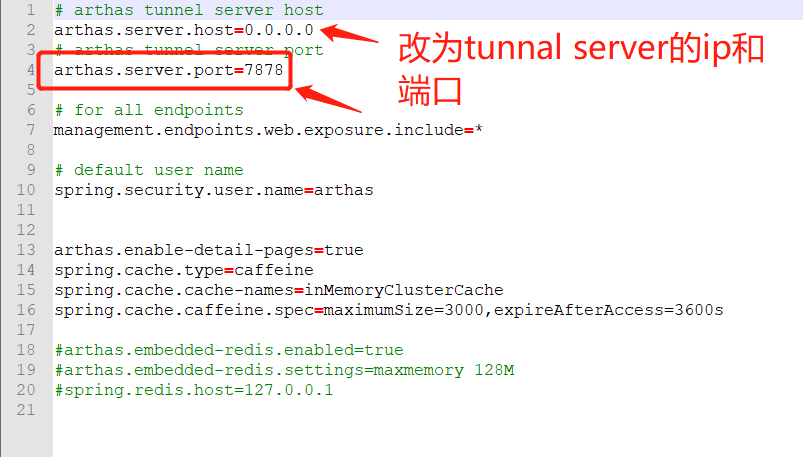 1 # arthas tunnel server host
2 arthas.server.host=0.0.0.0
3 # arthas tunnel server port
4 arthas.server.port=7878
5
6 # for all endpoints
7 management.endpoints.web.exposure.include=*
8
9 # default user name
10 spring.security.user.name=arthas
11
12
13 arthas.enable-detail-pages=true
14 spring.cache.type=caffeine
15 spring.cache.cache-names=inMemoryClusterCache
16 spring.cache.caffeine.spec=maximumSize=3000,expireAfterAccess=3600s
17
18 #arthas.embedded-redis.enabled=true
19 #arthas.embedded-redis.settings=maxmemory 128M
20 #spring.redis.host=127.0.0.1
21
改为tunnal server的ip和
端口